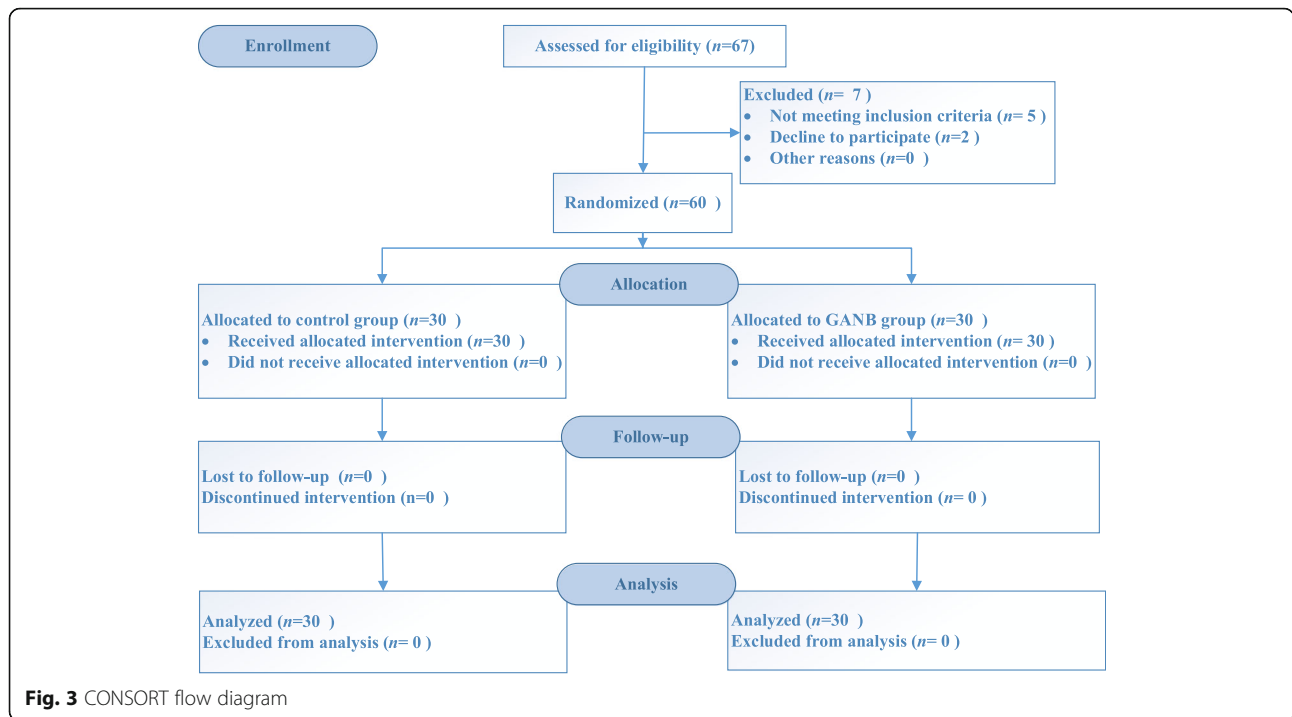 Enrollment
Assessed for eligibility (n=67)
Excluded (n= 7 )
• Not meeting inclusion criteria (n= 5 )
• Decline to participate (n=2 )
• Other reasons (n=0 )
Randomized (n=60 )
Allocation
Allocated to control group (n=30 )
• Received allocated intervention (n=30 )
• Did not receive allocated intervention (n=0 )
Allocated to GANB group (n=30 )
• Received allocated intervention (n= 30 )
• Did not receive allocated intervention (n=0 )
Follow-up
Lost to follow-up (n=0 )
Discontinued intervention (n=0 )
Lost to follow-up (n=0 )
Discontinued intervention (n= 0 )
Analysis
Analyzed (n=30 )
Excluded from analysis (n= 0 )
Analyzed (n=30 )
Excluded from analysis (n= 0 )
Fig. 3 CONSORT flow diagram